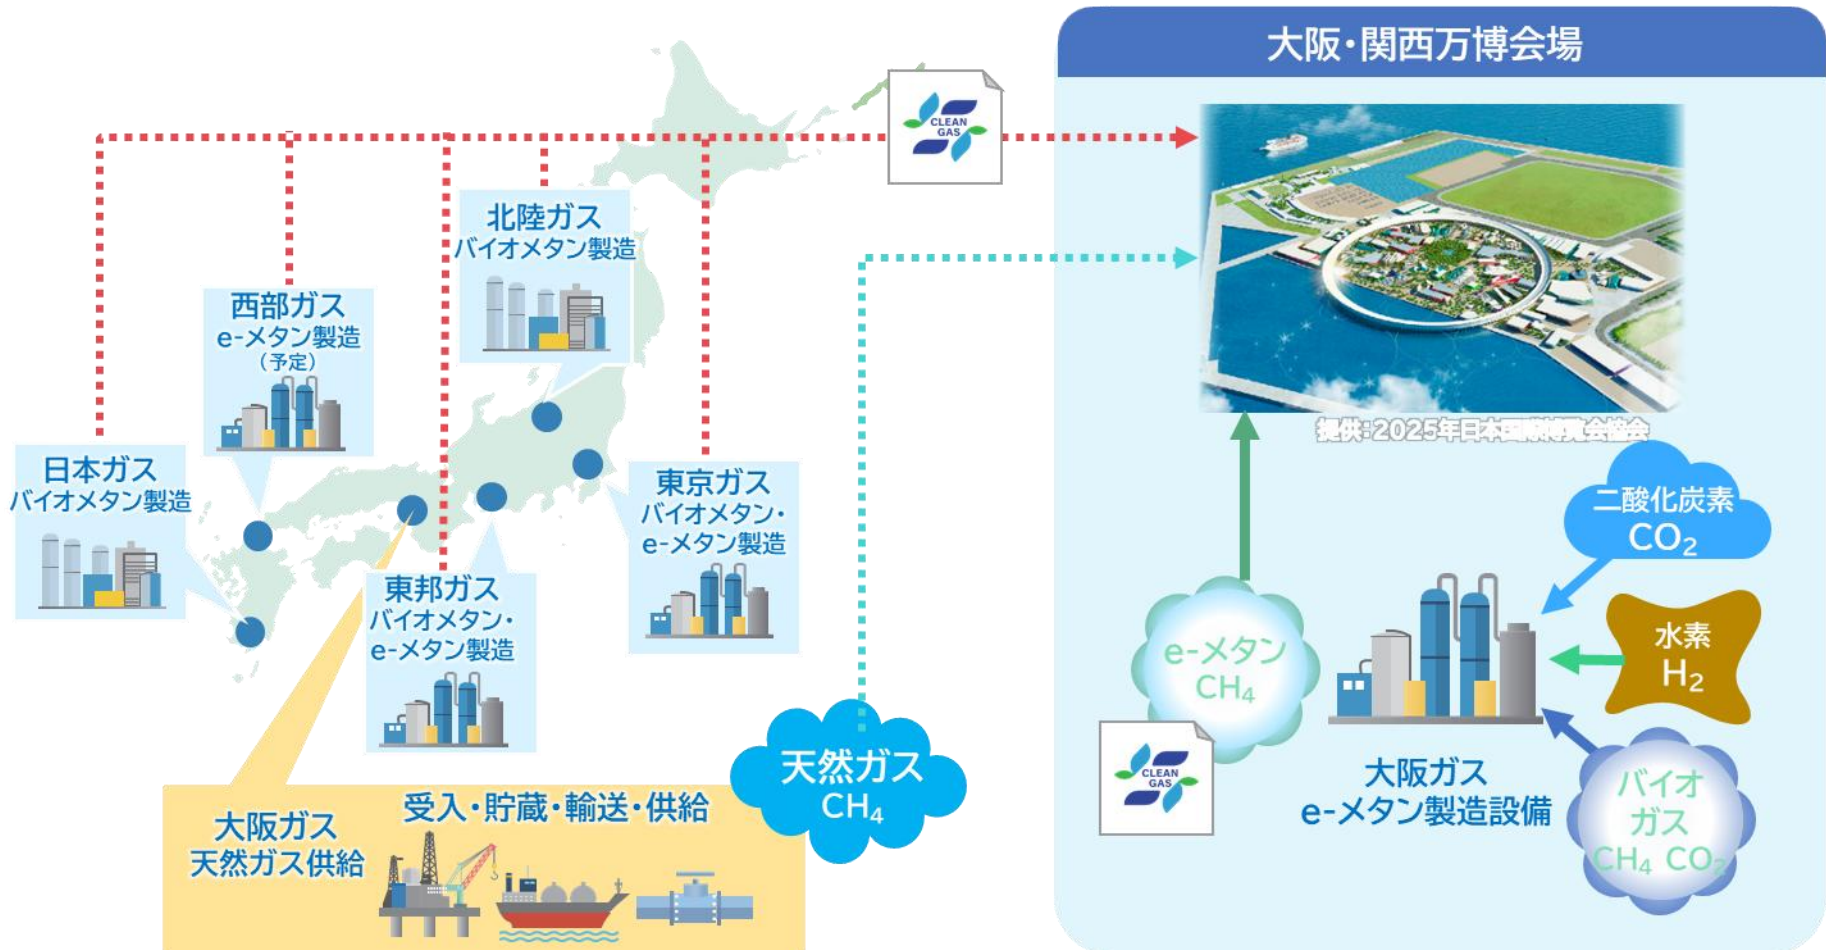 大阪・関西万博会場
CLEAN
GAS
北陸ガス
バイオメタン製造
西部ガス
e-メタン製造
（予定）
日本ガス
バイオメタン製造
東京ガス
バイオメタン・
e-メタン製造
東邦ガス
バイオメタン・
e-メタン製造
大阪ガス
天然ガス供給
受入・貯蔵・輸送・供給
天然ガス
CH₄
提供：2025年日本国際博覧会協会
二酸化炭素
CO₂
水素
H₂
e-メタン
CH₄
CLEAN
GAS
大阪ガス
e-メタン製造設備
バイオ
ガス
CH₄ CO₂